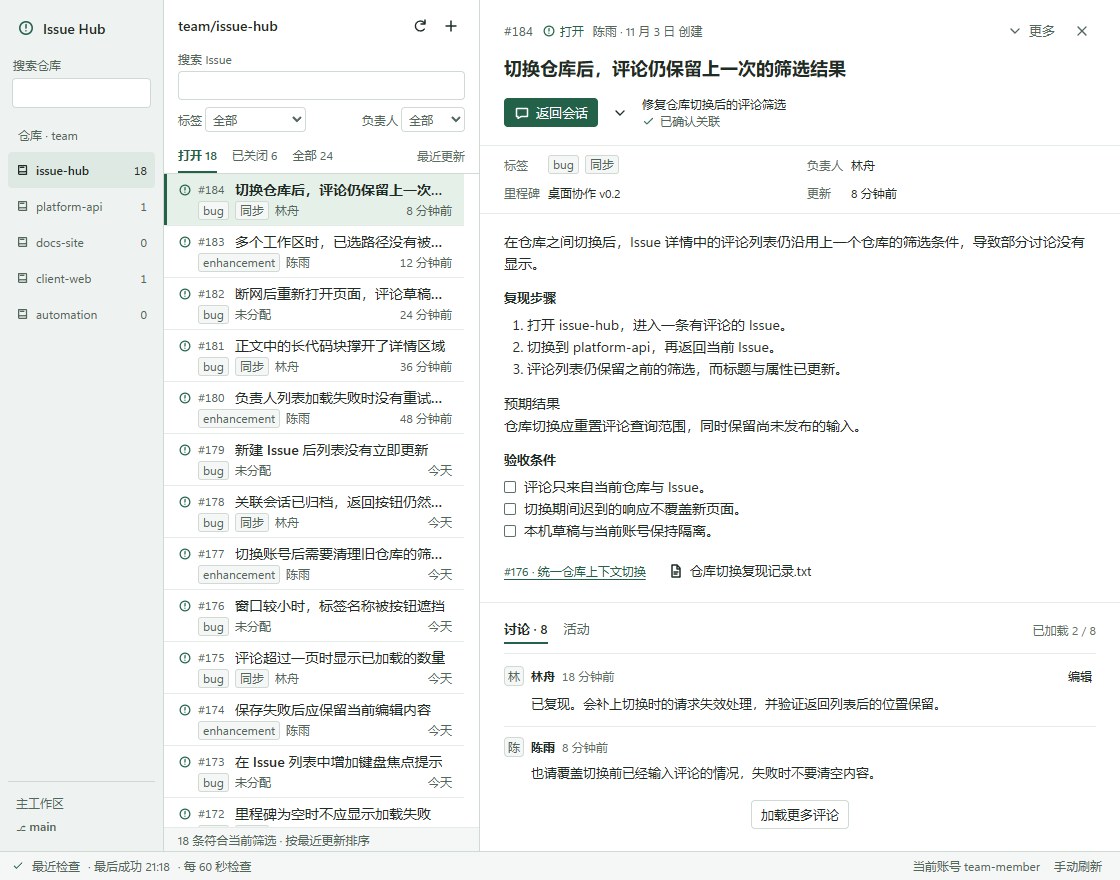 Issue Hub
搜索仓库
仓库 · team
issue-hub 18
platform-api 1
docs-site 0
client-web 1
automation 0
主工作区
main
team/issue-hub
搜索 Issue
标签 全部 负责人 全部
打开 18 已关闭 6 全部 24 最近更新
#184 切换仓库后，评论仍保留上一次...
bug 同步 林舟 8 分钟前
#183 多个工作区时，已选路径没有被...
enhancement 陈雨 12 分钟前
#182 断网后重新打开页面，评论草稿...
bug 未分配 24 分钟前
#181 正文中的长代码块撑开了详情区域
bug 同步 林舟 36 分钟前
#180 负责人列表加载失败时没有重试...
enhancement 陈雨 48 分钟前
#179 新建 Issue 后列表没有立即更新
bug 未分配 今天
#178 关联会话已归档，返回按钮仍然...
bug 同步 林舟 今天
#177 切换账号后需要清理旧仓库的筛...
enhancement 陈雨 今天
#176 窗口较小时，标签名称被按钮遮挡
bug 未分配 今天
#175 评论超过一页时显示已加载的数量
bug 同步 林舟 今天
#174 保存失败后应保留当前编辑内容
enhancement 陈雨 今天
#173 在 Issue 列表中增加键盘焦点提示
bug 未分配 今天
#172 里程碑为空时不应显示加载失败
18 条符合当前筛选 · 按最近更新排序
#184 打开 陈雨 · 11 月 3 日 创建 更多
切换仓库后，评论仍保留上一次的筛选结果
返回会话 修复仓库切换后的评论筛选
已确认关联
标签 bug 同步 负责人 林舟
里程碑 桌面协作 v0.2 更新 8 分钟前
在仓库之间切换后，Issue 详情中的评论列表仍沿用上一个仓库的筛选条件，导致部分讨论没有
显示。
复现步骤
1. 打开 issue-hub，进入一条有评论的 Issue。
2. 切换到 platform-api，再返回当前 Issue。
3. 评论列表仍保留之前的筛选，而标题与属性已更新。
预期结果
仓库切换应重置评论查询范围，同时保留尚未发布的输入。
验收条件
评论只来自当前仓库与 Issue。
切换期间迟到的响应不覆盖新页面。
本机草稿与当前账号保持隔离。
#176 · 统一仓库上下文切换 仓库切换复现记录.txt
讨论 · 8 活动 已加载 2 / 8
林 林舟 18 分钟前 编辑
已复现。会补上切换时的请求失效处理，并验证返回列表后的位置保留。
陈 陈雨 8 分钟前
也请覆盖切换前已经输入评论的情况，失败时不要清空内容。
加载更多评论
最近检查 · 最后成功 21:18 · 每 60 秒检查 当前账号 team-member 手动刷新